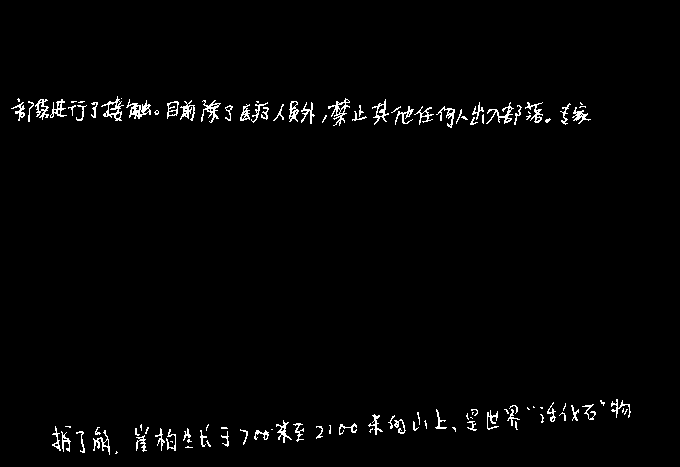 部落进行了接触。目前除了医疗人员外,禁止其他任何人出入部落。专家
据了解,崖柏生长于700米至2100米的山上、是世界“活化石”物